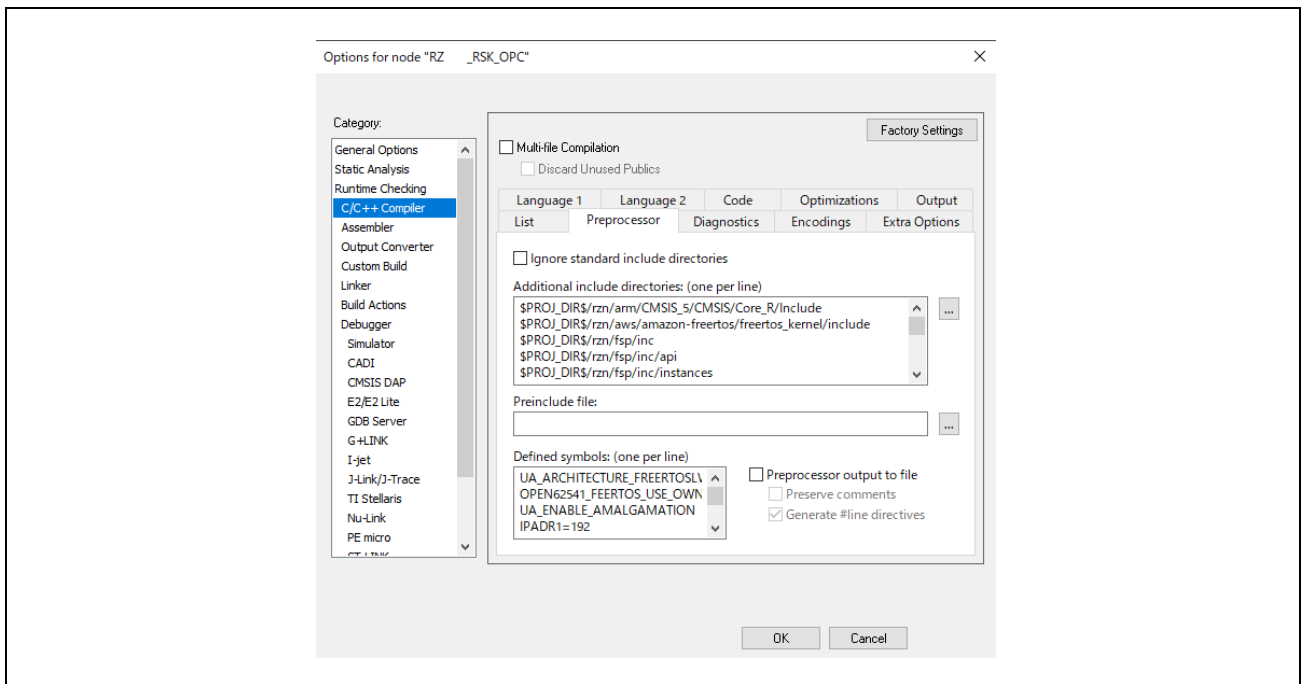 Options for node "RZ _RSK_OPC"
Category:
General Options
Static Analysis
Runtime Checking
C/C++ Compiler
Assembler
Output Converter
Custom Build
Linker
Build Actions
Debugger
Simulator
CADI
CMSIS DAP
E2/E2 Lite
GDB Server
G+LINK
I-jet
J-Link/J-Trace
TI Stellaris
Nu-Link
PE micro
ST-LINK
Factory Settings
Multi-file Compilation
Discard Unused Publics
Language 1 Language 2 Code Optimizations Output
List Preprocessor Diagnostics Encodings Extra Options
Ignore standard include directories
Additional include directories: (one per line)
$PROJ_DIR$/rzn/arm/CMSIS_5/CMSIS/Core_R/Include
$PROJ_DIR$/rzn/aws/amazon-freertos/freertos_kernel/include
$PROJ_DIR$/rzn/fsp/inc
$PROJ_DIR$/rzn/fsp/inc/api
$PROJ_DIR$/rzn/fsp/inc/instances
...
Preinclude file:
...
Defined symbols: (one per line)
UA_ARCHITECTURE_FREERTOSL
OPEN62541_FEERTOS_USE_OWN
UA_ENABLE_AMALGAMATION
IPADR1=192
Preprocessor output to file
Preserve comments
Generate #line directives
OK Cancel